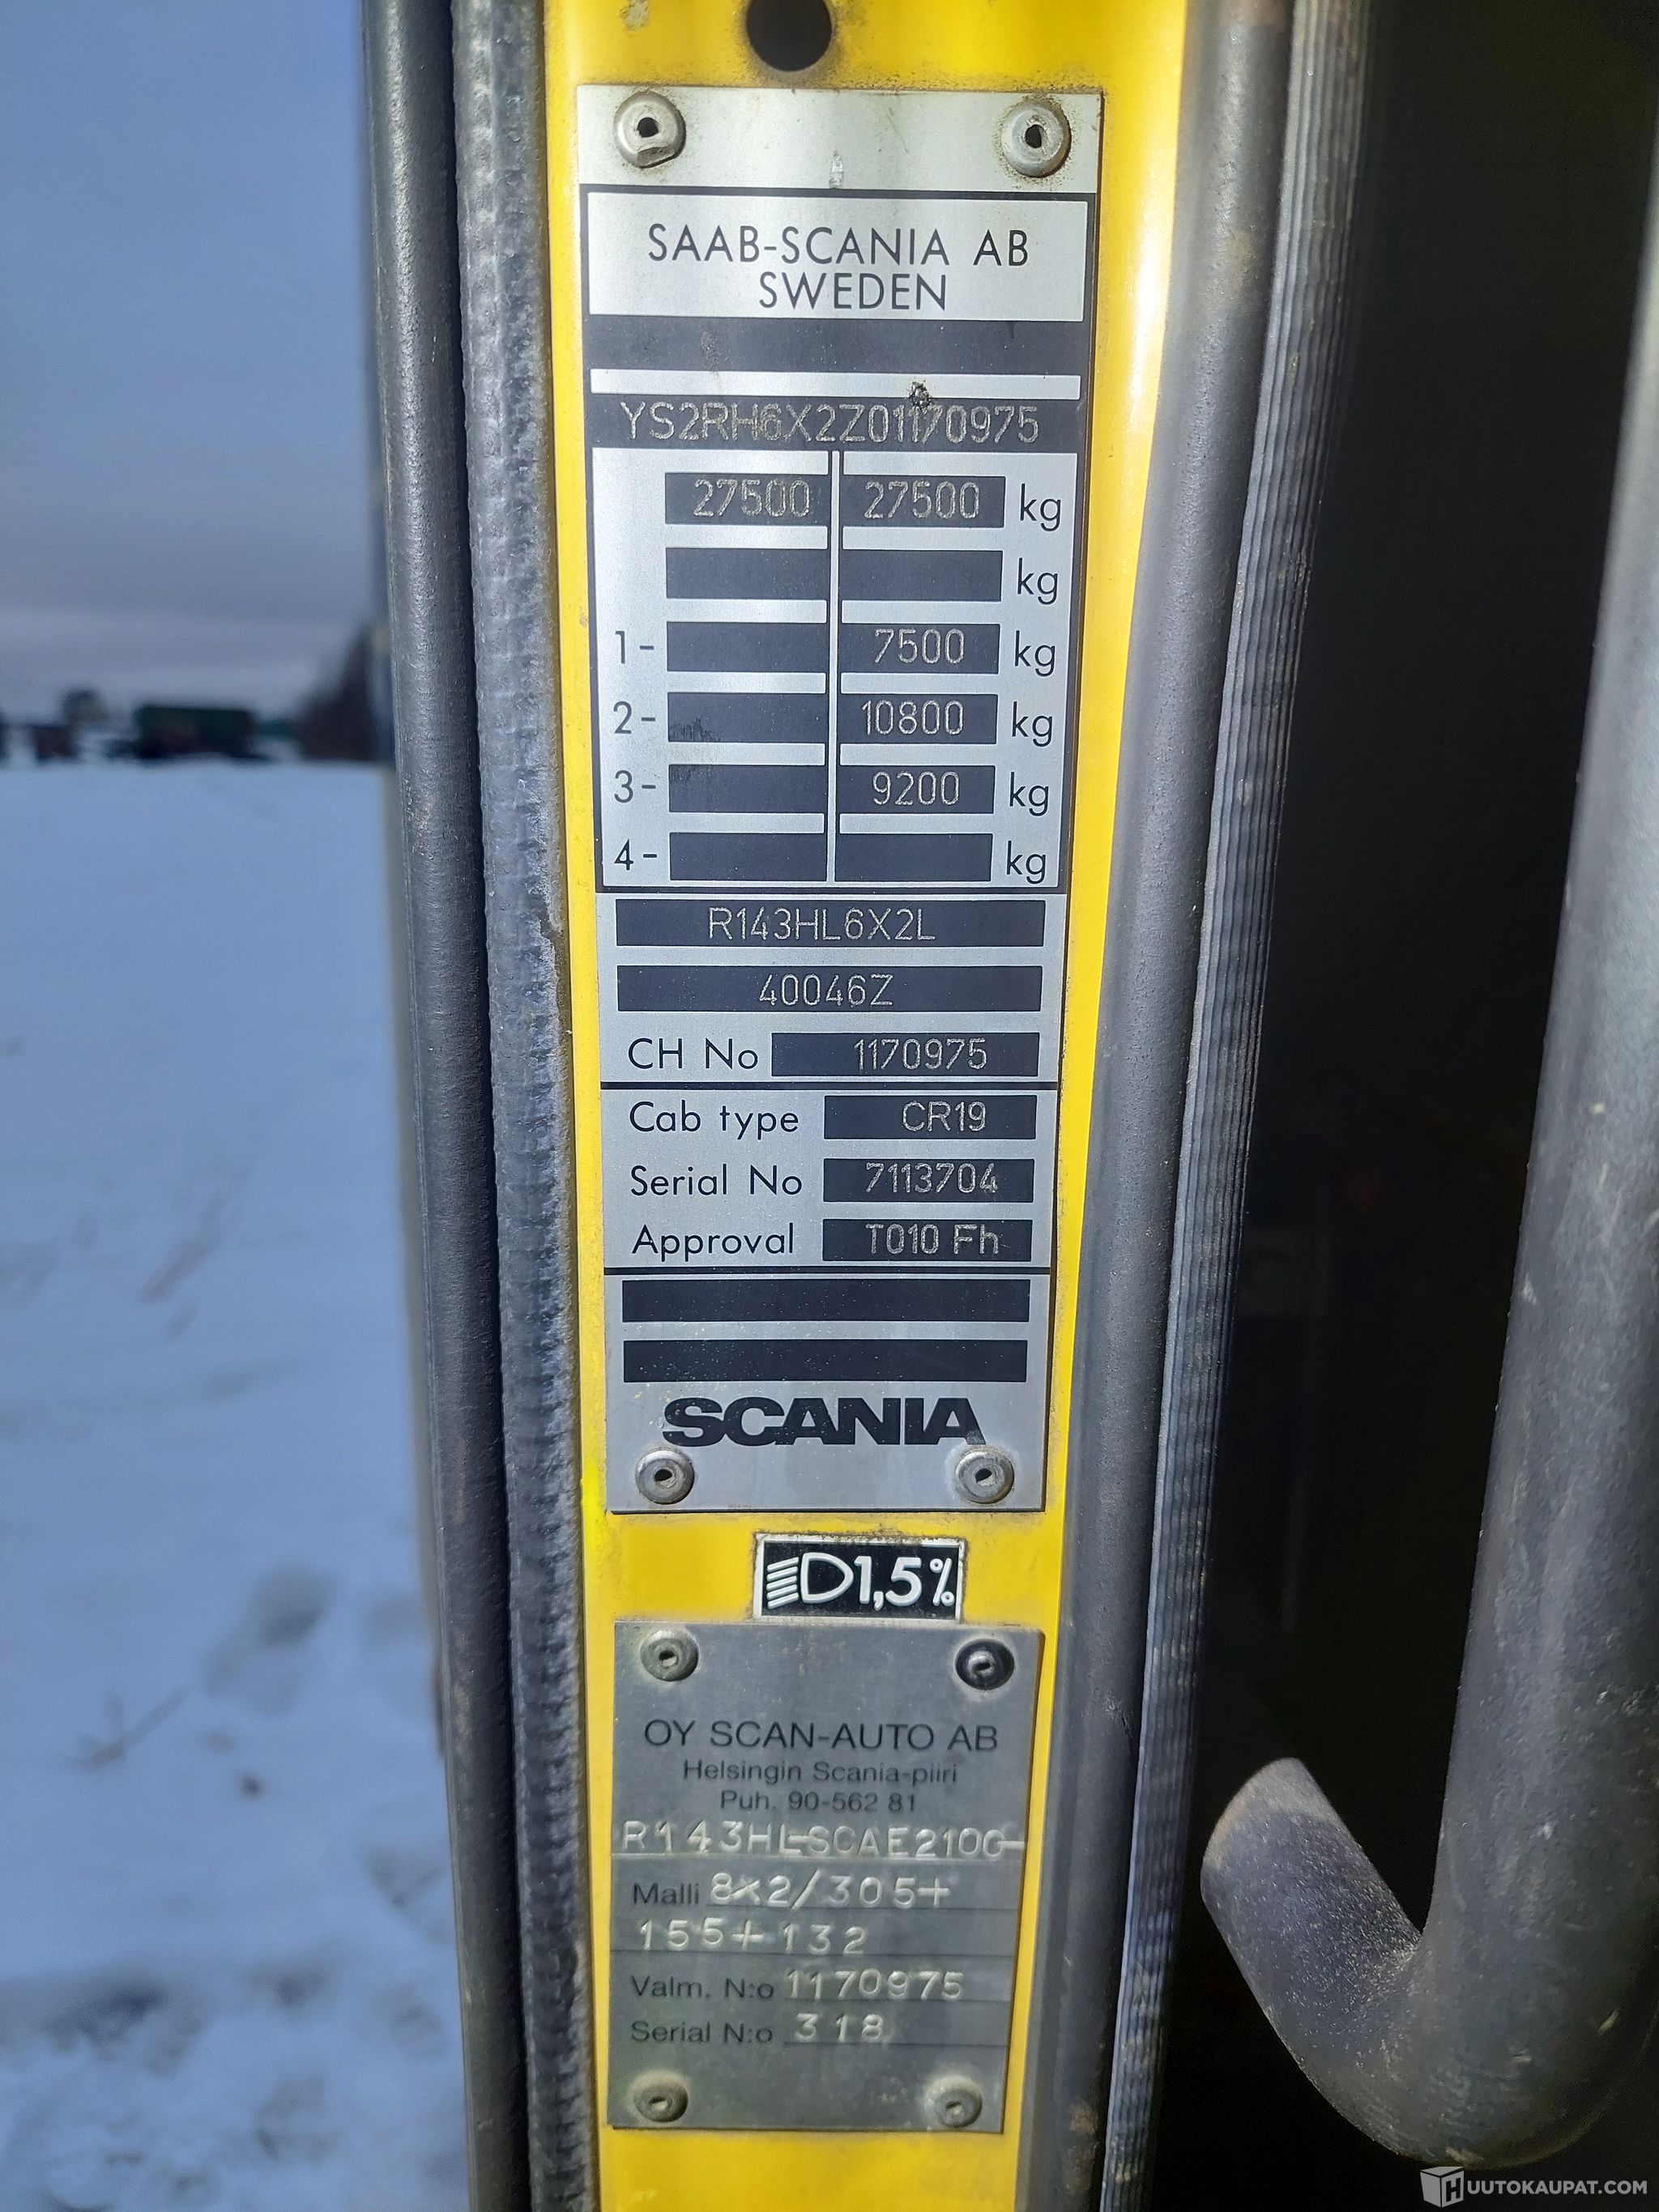 SAAB-SCANIA AB
SWEDEN
YS2RH6X2Z01170975
27500 27500 kg
kg
1- 7500 kg
2- 10800 kg
3- 9200 kg
4- kg
R143HL6X2L
40046Z
CH No 1170975
Cab type CR19
Serial No 7113704
Approval T010 Fh
SCANIA
1,5%
OY SCAN-AUTO AB
Helsingin Scania-piiri
Puh. 90-562 81
R143HL-SCAE2100-
Malli 8x2/305+
155+132
Valm. N:o 1170975
Serial N:o 318
HUUTOKAUPAT.COM